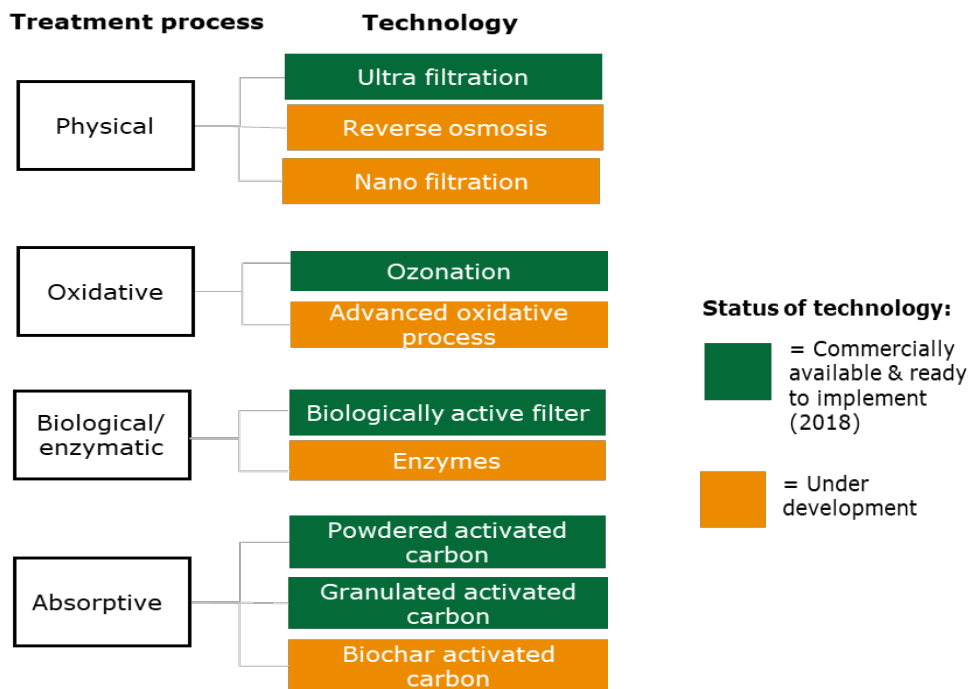 Treatment process
Technology
Physical
Ultra filtration
Reverse osmosis
Nano filtration
Oxidative
Ozonation
Advanced oxidative
process
Biological/
enzymatic
Biologically active filter
Enzymes
Absorptive
Powdered activated
carbon
Granulated activated
carbon
Biochar activated
carbon
Status of technology:
= Commercially
available & ready
to implement
(2018)
= Under
development